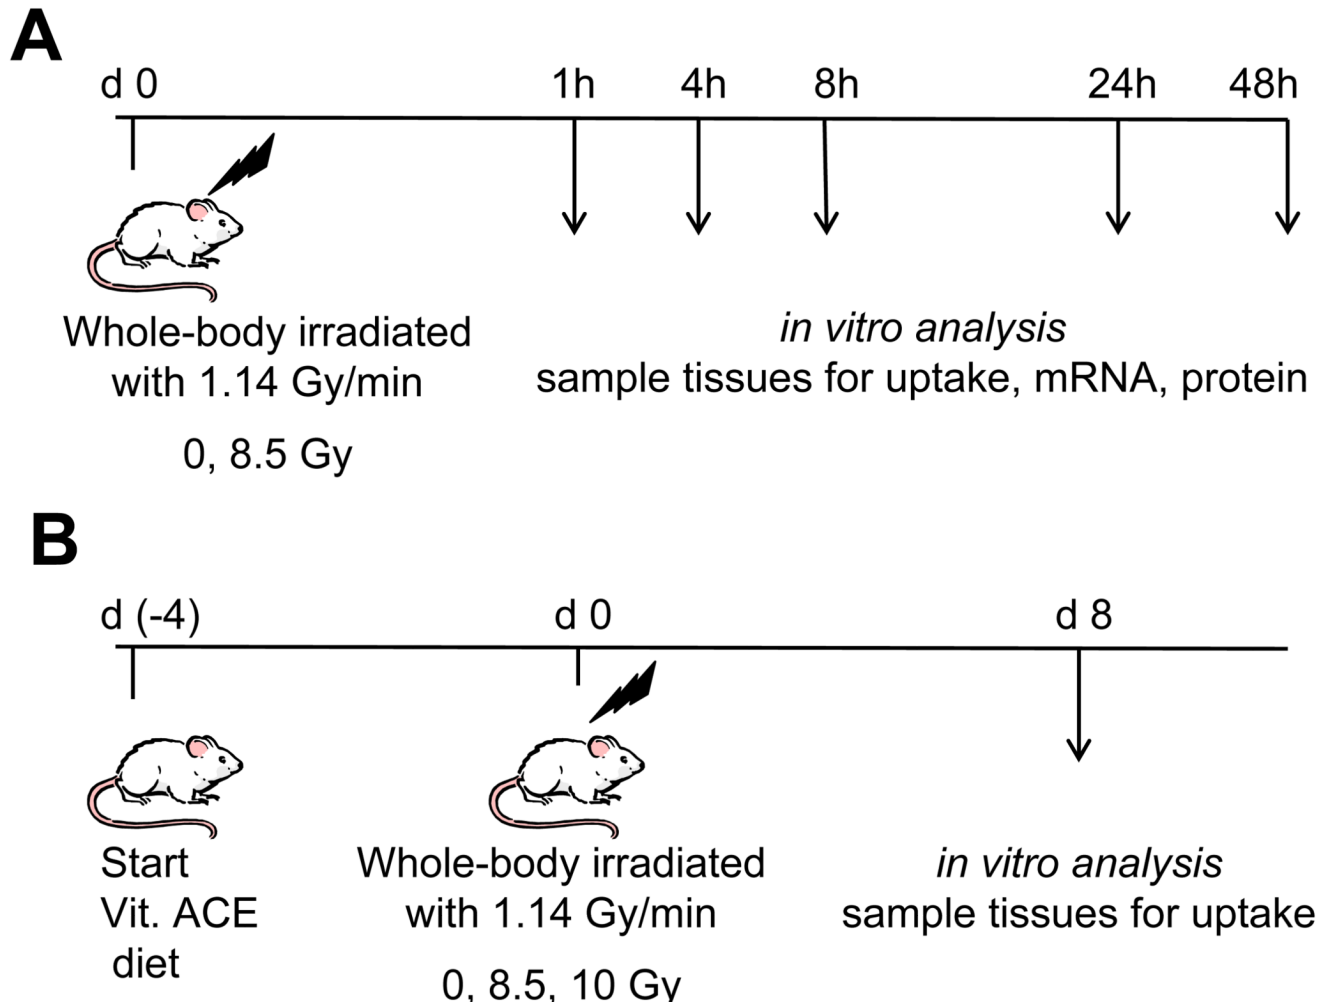 A
d 0 1h 4h 8h 24h 48h
Whole-body irradiated
with 1.14 Gy/min
0, 8.5 Gy
in vitro analysis
sample tissues for uptake, mRNA, protein
B
d (-4) d 0 d 8
Start
Vit. ACE
diet
Whole-body irradiated
with 1.14 Gy/min
0, 8.5, 10 Gy
in vitro analysis
sample tissues for uptake